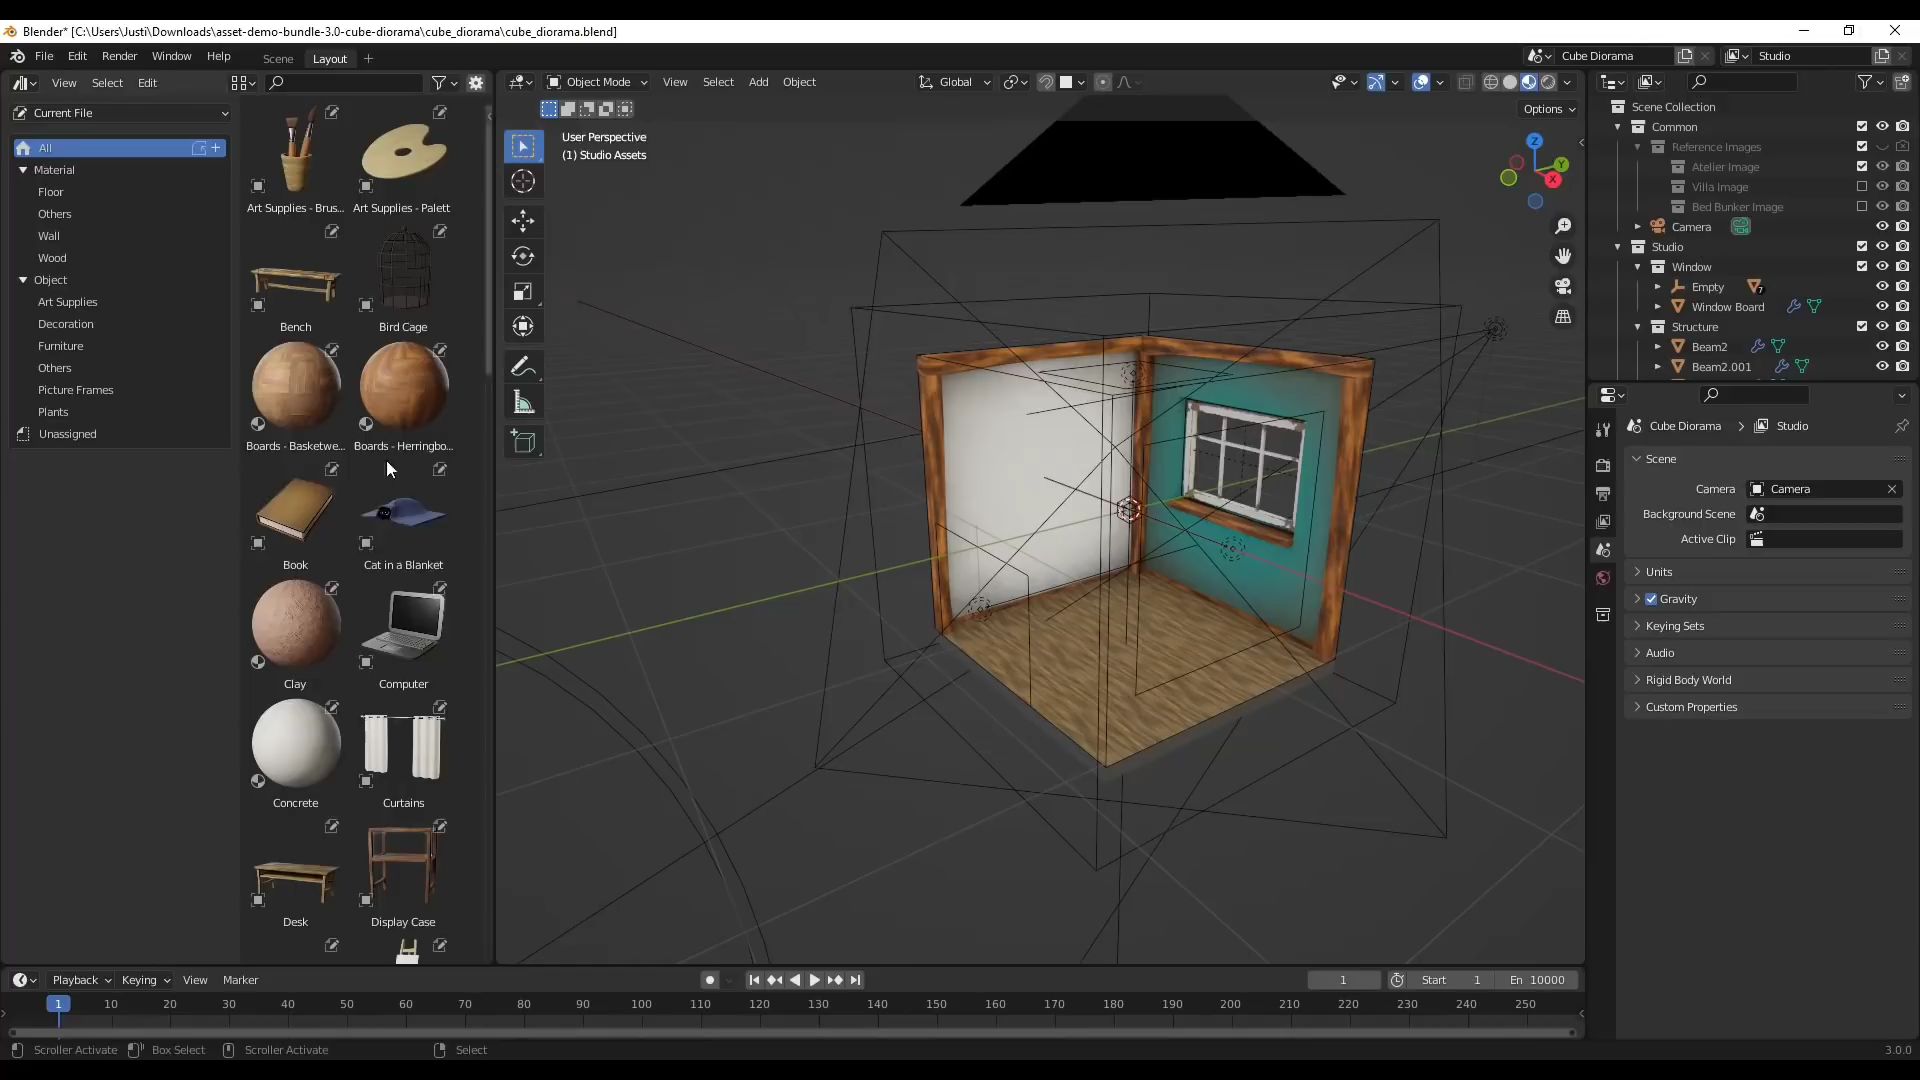 Blender* [C:\Users\Justi\Downloads\asset-demo-bundle-3.0-cube-diorama\cube_diorama\cube_diorama.blend]
File Edit Render Window Help Scene Layout Cube Diorama Studio
View Select Edit Object Mode View Select Add Object Global
Current File
Options
All
Material
Floor
Others
Wall
Wood
Object
Art Supplies
Decoration
Furniture
Others
Picture Frames
Plants
Unassigned
Art Supplies - Brus... Art Supplies - Palett
Bench Bird Cage
Boards - Basketwe... Boards - Herringbo...
Book Cat in a Blanket
Clay Computer
Concrete Curtains
Desk Display Case
User Perspective
(1) Studio Assets
Z
Y
X
Scene Collection
Common
Reference Images
Atelier Image
Villa Image
Bed Bunker Image
Camera
Studio
Window
Empty 7
Window Board
Structure
Beam2
Beam2.001
Cube Diorama Studio
Scene
Camera Camera
Background Scene
Active Clip
Units
Gravity
Keying Sets
Audio
Rigid Body World
Custom Properties
Playback Keying View Marker 1 Start 1 En 10000
1 10 20 30 40 50 60 70 80 90 100 110 120 130 140 150 160 170 180 190 200 210 220 230 240 250
Scroller Activate Box Select Scroller Activate Select 3.0.0